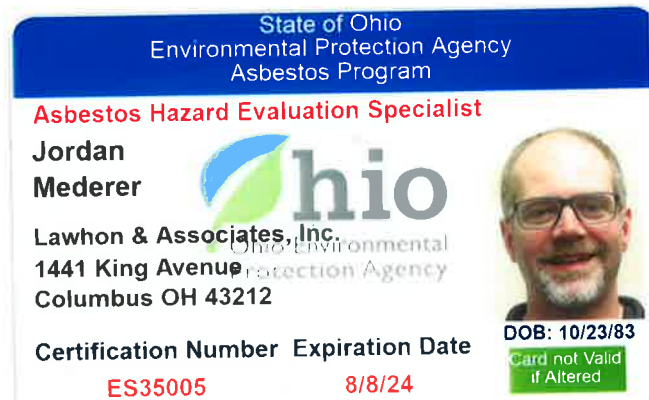 State of Ohio
Environmental Protection Agency
Asbestos Program
Asbestos Hazard Evaluation Specialist
Jordan
Mederer
Ohio
Ohio Environmental
Protection Agency
Lawhon & Associates, Inc.
1441 King Avenue
Columbus OH 43212
DOB: 10/23/83
Certification Number Expiration Date
ES35005 8/8/24
Card not Valid
if Altered